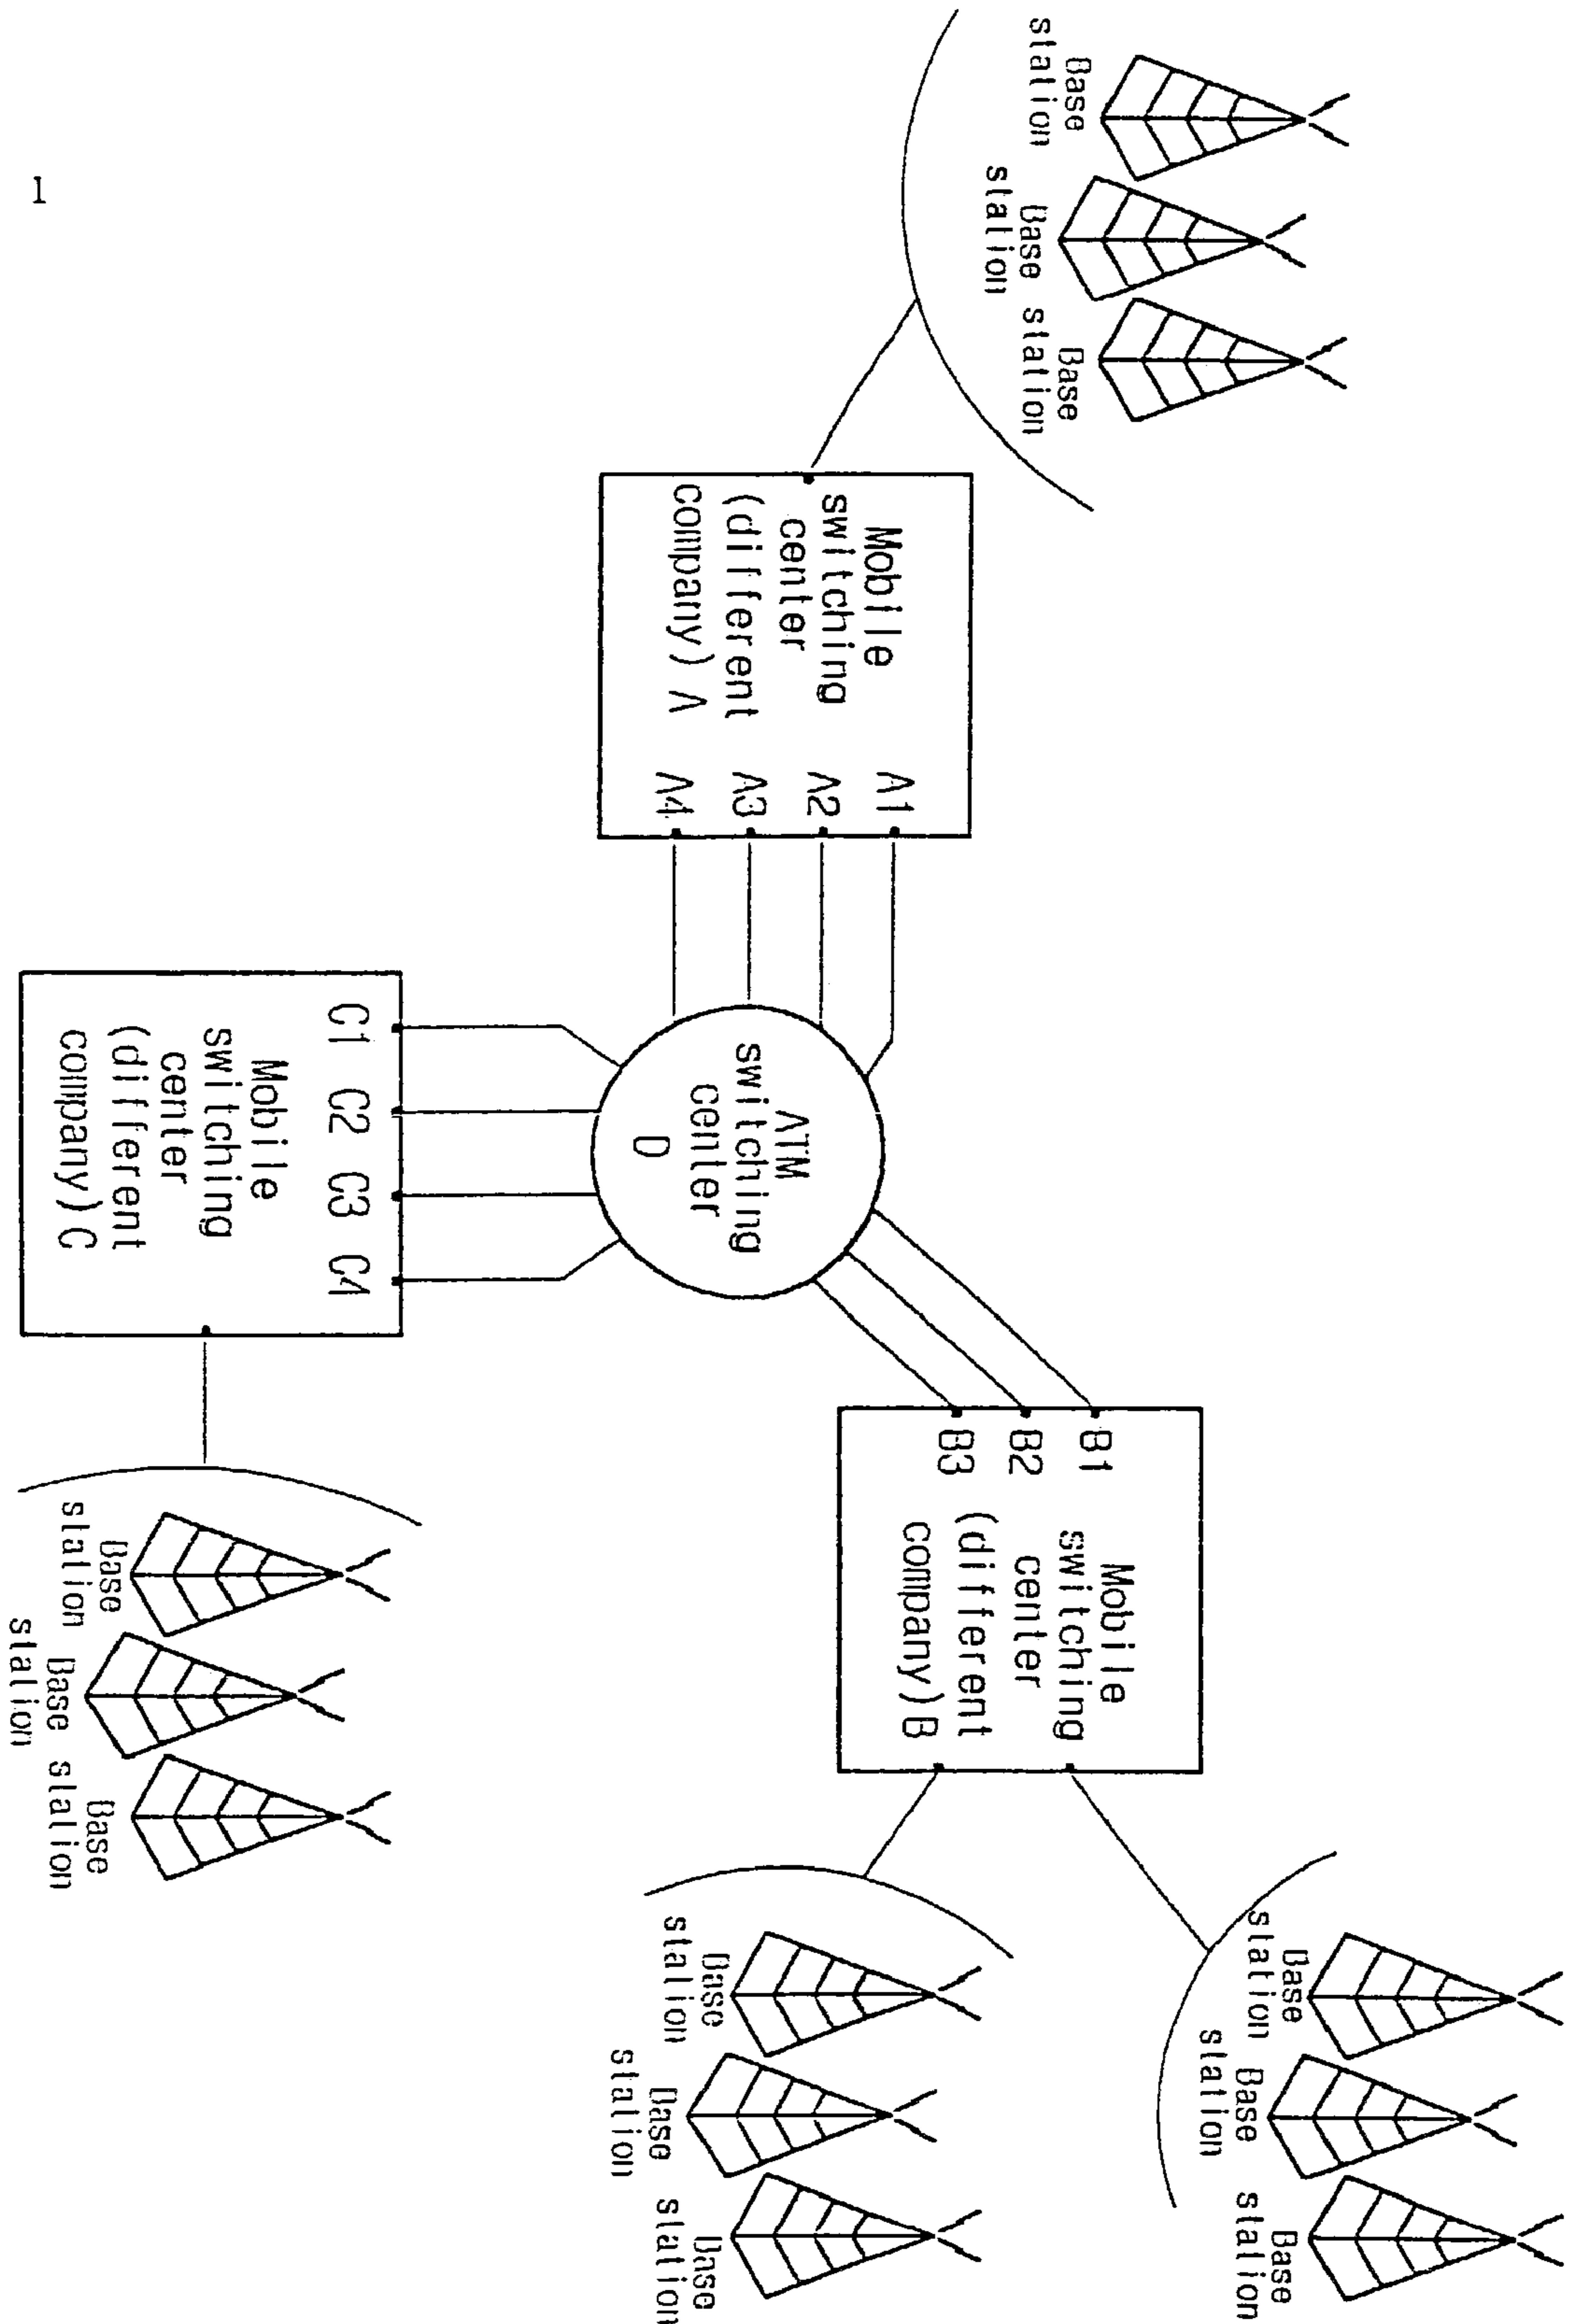 1
Base
station
Base
station
Base
station
Mobile
switching
center
(different
company) A
A1
A2
A3
A4
ATM
switching
center
D
B1
B2
B3
Mobile
switching
center
(different
company) B
C1 C2 C3 C4
Mobile
switching
center
(different
company) C
Base
station
Base
station
Base
station
Base
station
Base
station
Base
station
Base
station
Base
station
Base
station